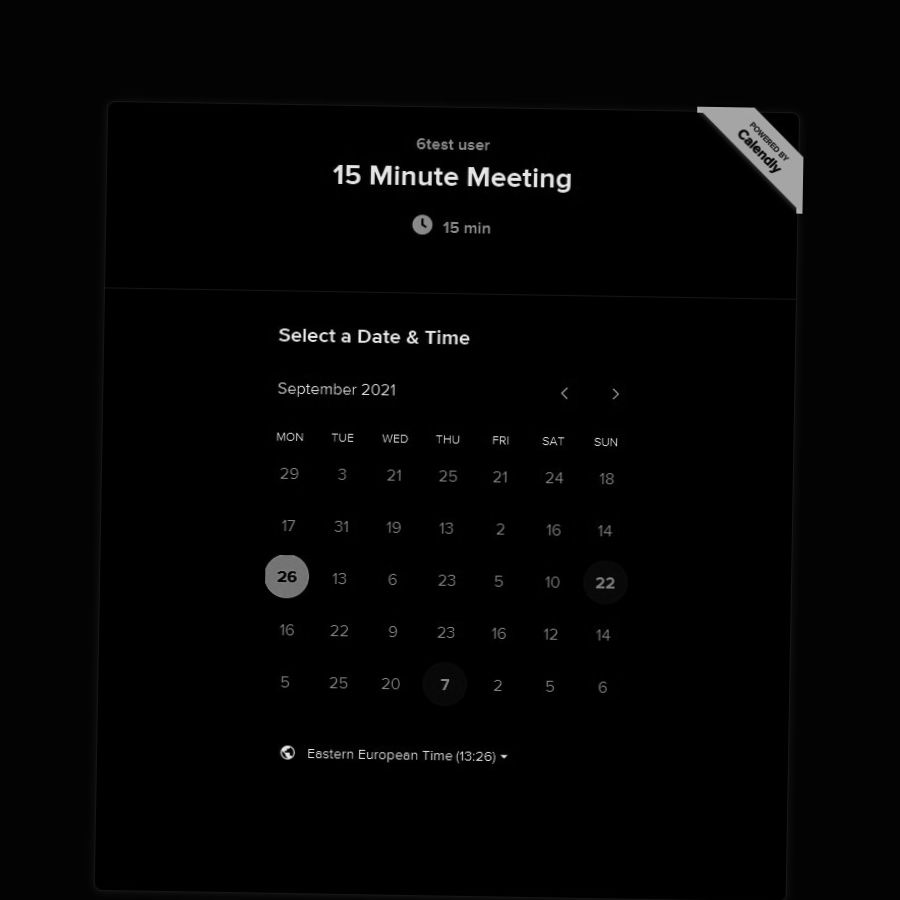 POWERED BY
Calendly
6test user
15 Minute Meeting
15 min
Select a Date & Time
September 2021
MON TUE WED THU FRI SAT SUN
29 3 21 25 21 24 18
17 31 19 13 2 16 14
26 13 6 23 5 10 22
16 22 9 23 16 12 14
5 25 20 7 2 5 6
Eastern European Time (13:26)